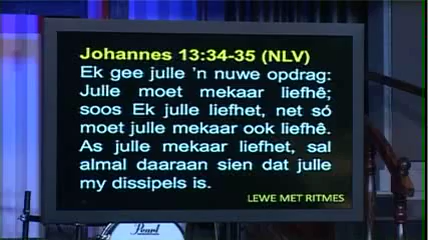 Johannes 13:34-35 (NLV)
Ek gee julle 'n nuwe opdrag:
Julle moet mekaar liefhê;
soos Ek julle liefhet, net só
moet julle mekaar ook liefhê.
As julle mekaar liefhet, sal
almal daaraan sien dat julle
my dissipels is.
LEWE MET RITMES
Pearl